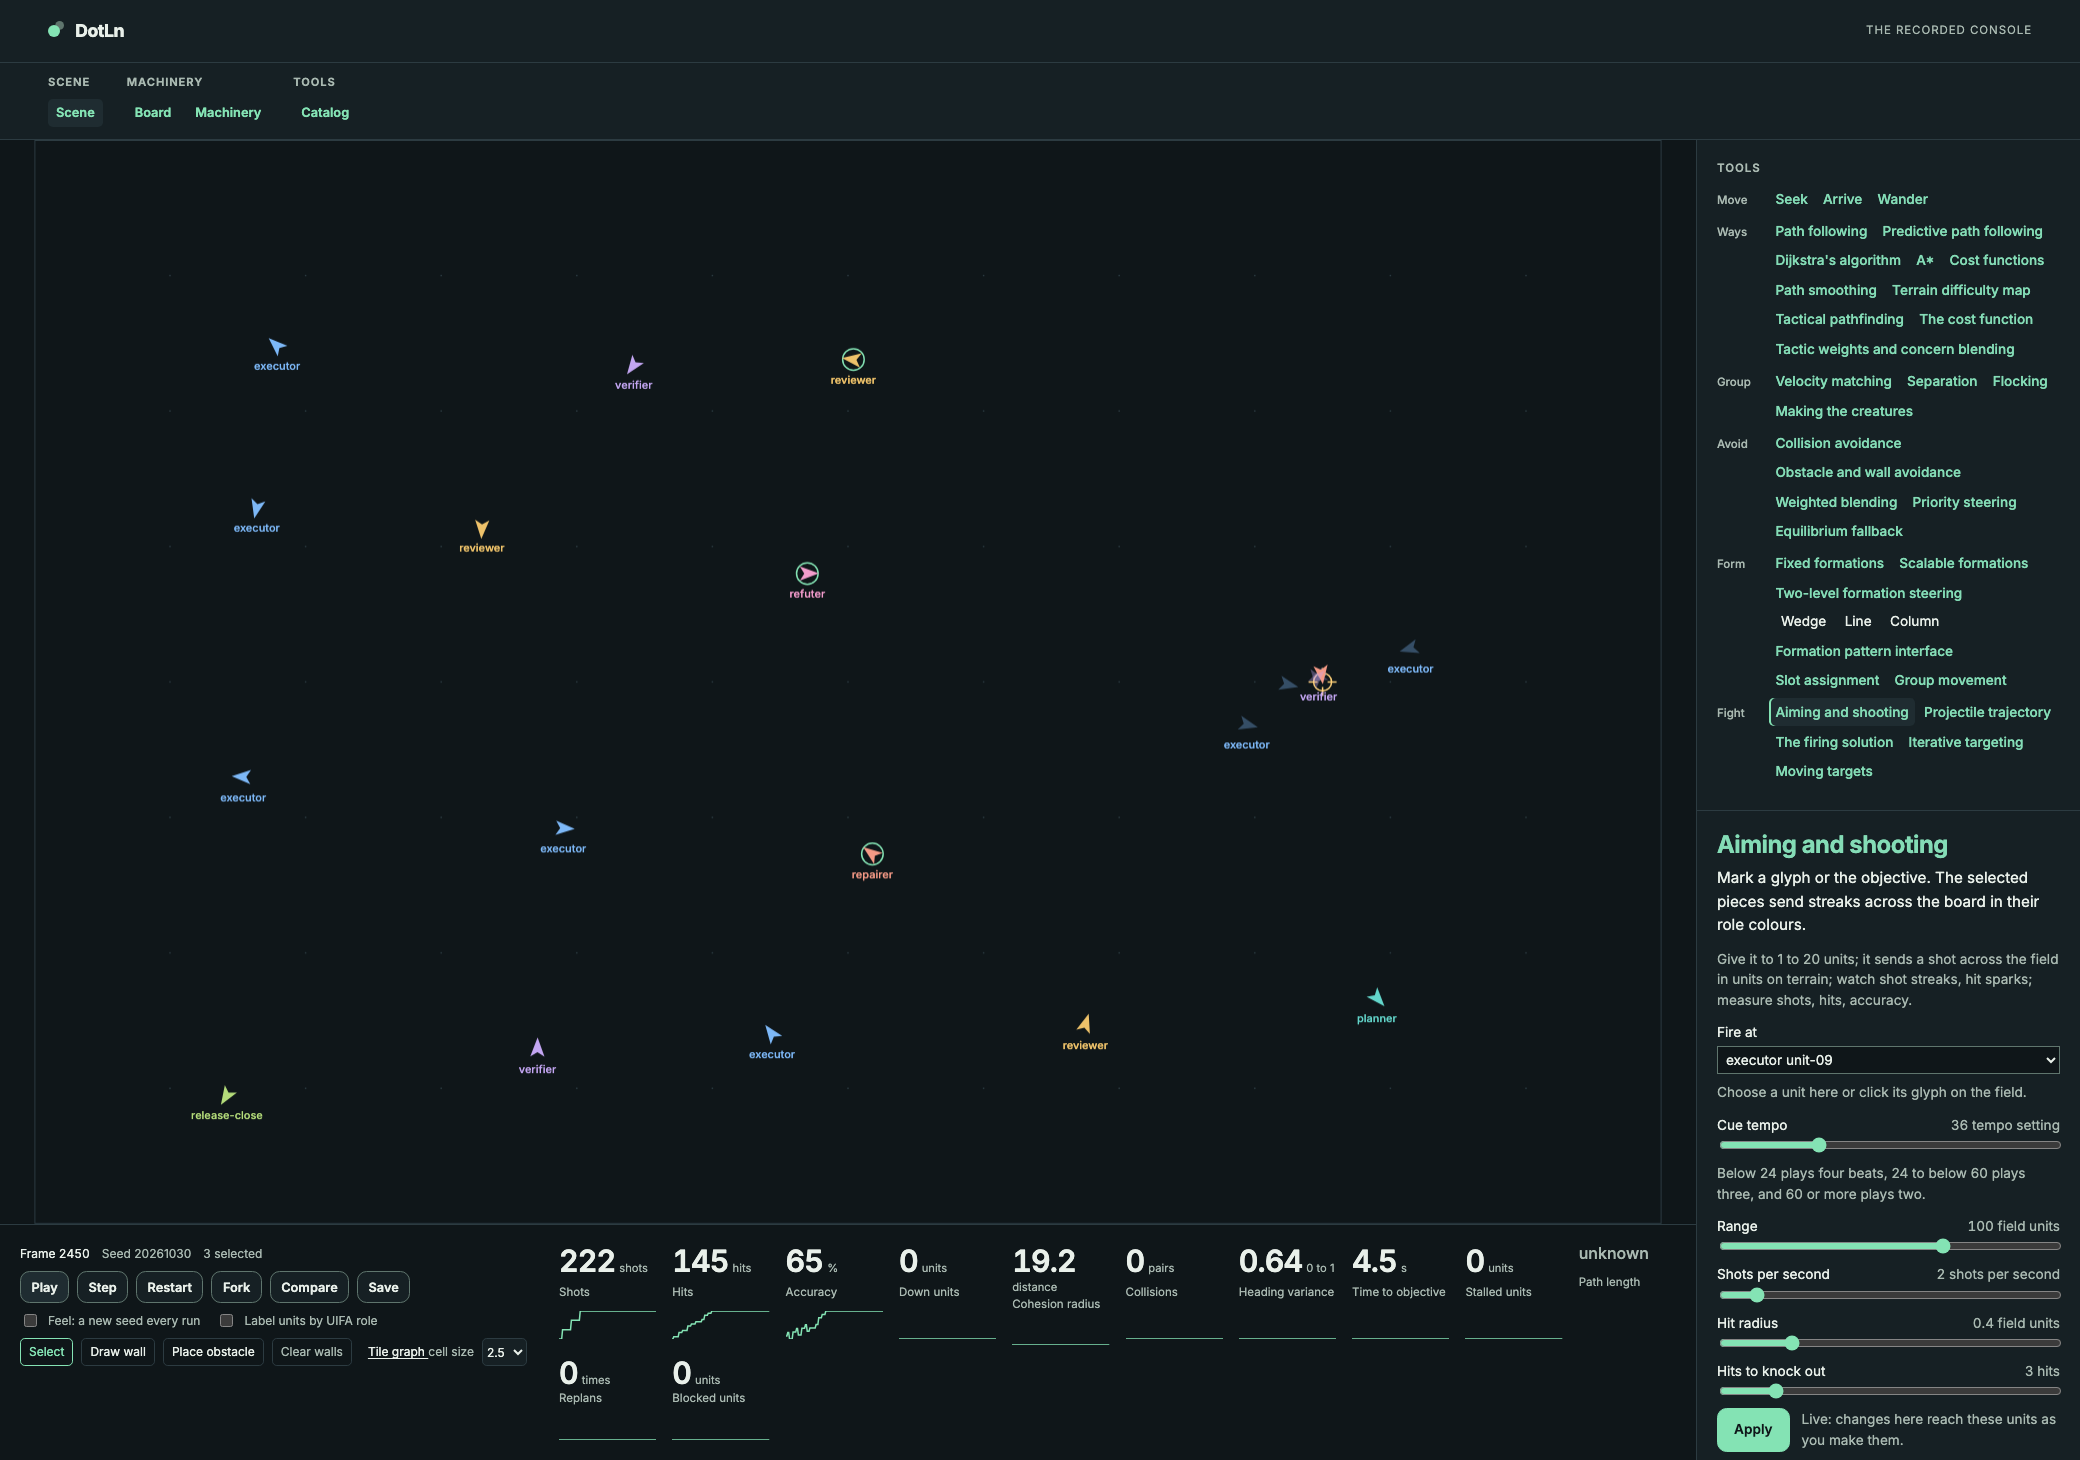 DotLn
THE RECORDED CONSOLE
SCENE MACHINERY TOOLS
Scene Board Machinery Catalog
executor
verifier
reviewer
executor
reviewer
refuter
executor
verifier
executor
executor
executor
repairer
planner
reviewer
executor
verifier
release-close
TOOLS
Move Seek Arrive Wander
Ways Path following Predictive path following
Dijkstra's algorithm A* Cost functions
Path smoothing Terrain difficulty map
Tactical pathfinding The cost function
Tactic weights and concern blending
Group Velocity matching Separation Flocking
Making the creatures
Avoid Collision avoidance
Obstacle and wall avoidance
Weighted blending Priority steering
Equilibrium fallback
Form Fixed formations Scalable formations
Two-level formation steering
Wedge Line Column
Formation pattern interface
Slot assignment Group movement
Fight Aiming and shooting Projectile trajectory
The firing solution Iterative targeting
Moving targets
Aiming and shooting
Mark a glyph or the objective. The selected
pieces send streaks across the board in their
role colours.
Give it to 1 to 20 units; it sends a shot across the field
in units on terrain; watch shot streaks, hit sparks;
measure shots, hits, accuracy.
Fire at
executor unit-09
Choose a unit here or click its glyph on the field.
Cue tempo 36 tempo setting
Below 24 plays four beats, 24 to below 60 plays
three, and 60 or more plays two.
Range 100 field units
Shots per second 2 shots per second
Hit radius 0.4 field units
Hits to knock out 3 hits
Apply Live: changes here reach these units as
you make them.
Frame 2450 Seed 20261030 3 selected
Play Step Restart Fork Compare Save
Feel: a new seed every run Label units by UIFA role
Select Draw wall Place obstacle Clear walls Tile graph cell size 2.5
222 shots
Shots
145 hits
Hits
65 %
Accuracy
0 units
Down units
19.2
distance
Cohesion radius
0 pairs
Collisions
0.64 0 to 1
Heading variance
4.5 s
Time to objective
0 units
Stalled units
unknown
Path length
0 times
Replans
0 units
Blocked units